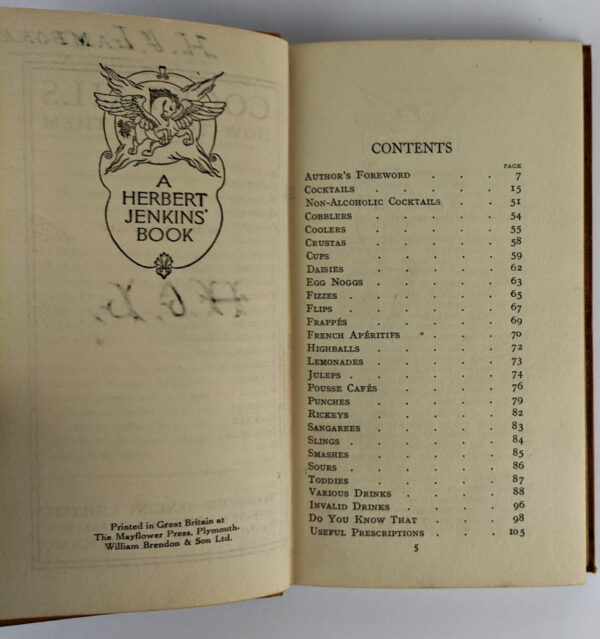 H. G.
A
HERBERT
JENKINS'
BOOK
H. G. L.
Printed in Great Britain at
The Mayflower Press, Plymouth.
William Brendon & Son Ltd.
CONTENTS
PAGE
Author's Foreword . . . 7
Cocktails . . . . . 15
Non-Alcoholic Cocktails . . . 51
Cobblers . . . . . 54
Coolers . . . . . 55
Crustas . . . . . 58
Cups . . . . . 59
Daisies . . . . . 62
Egg Noggs . . . . . 63
Fizzes . . . . . . 65
Flips . . . . . 67
Frappés . . . . . 69
French Apéritifs . . . . 70
Highballs . . . . . 72
Lemonades . . . . . 73
Juleps . . . . . . 74
Pousse Cafés . . . . 76
Punches . . . . . 79
Rickeys . . . . . 82
Sangarees . . . . . 83
Slings . . . . . . 84
Smashes . . . . . 85
Sours . . . . . . 86
Toddies . . . . . 87
Various Drinks . . . . 88
Invalid Drinks . . . . 96
Do You Know That . . . . 98
Useful Prescriptions . . . 105
5